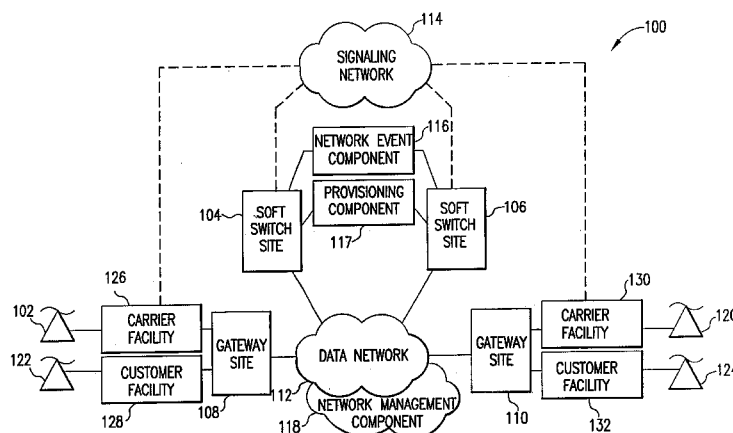 114
100
SIGNALING
NETWORK
116
NETWORK EVENT
COMPONENT
PROVISIONING
COMPONENT
104
SOFT
SWITCH
SITE
117
SOFT
SWITCH
SITE
106
126
130
102
CARRIER
FACILITY
GATEWAY
SITE
DATA NETWORK
GATEWAY
SITE
CARRIER
FACILITY
120
122
CUSTOMER
FACILITY
CUSTOMER
FACILITY
124
128
108
112
NETWORK MANAGEMENT
COMPONENT
118
110
132